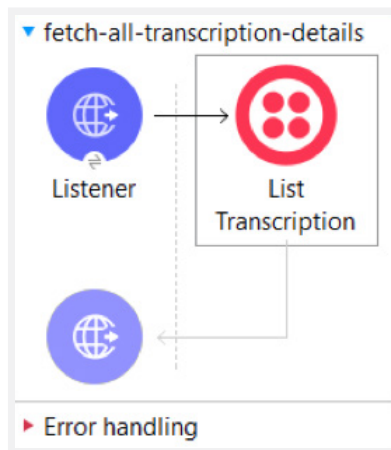 fetch-all-transcription-details
Listener
List
Transcription
Error handling